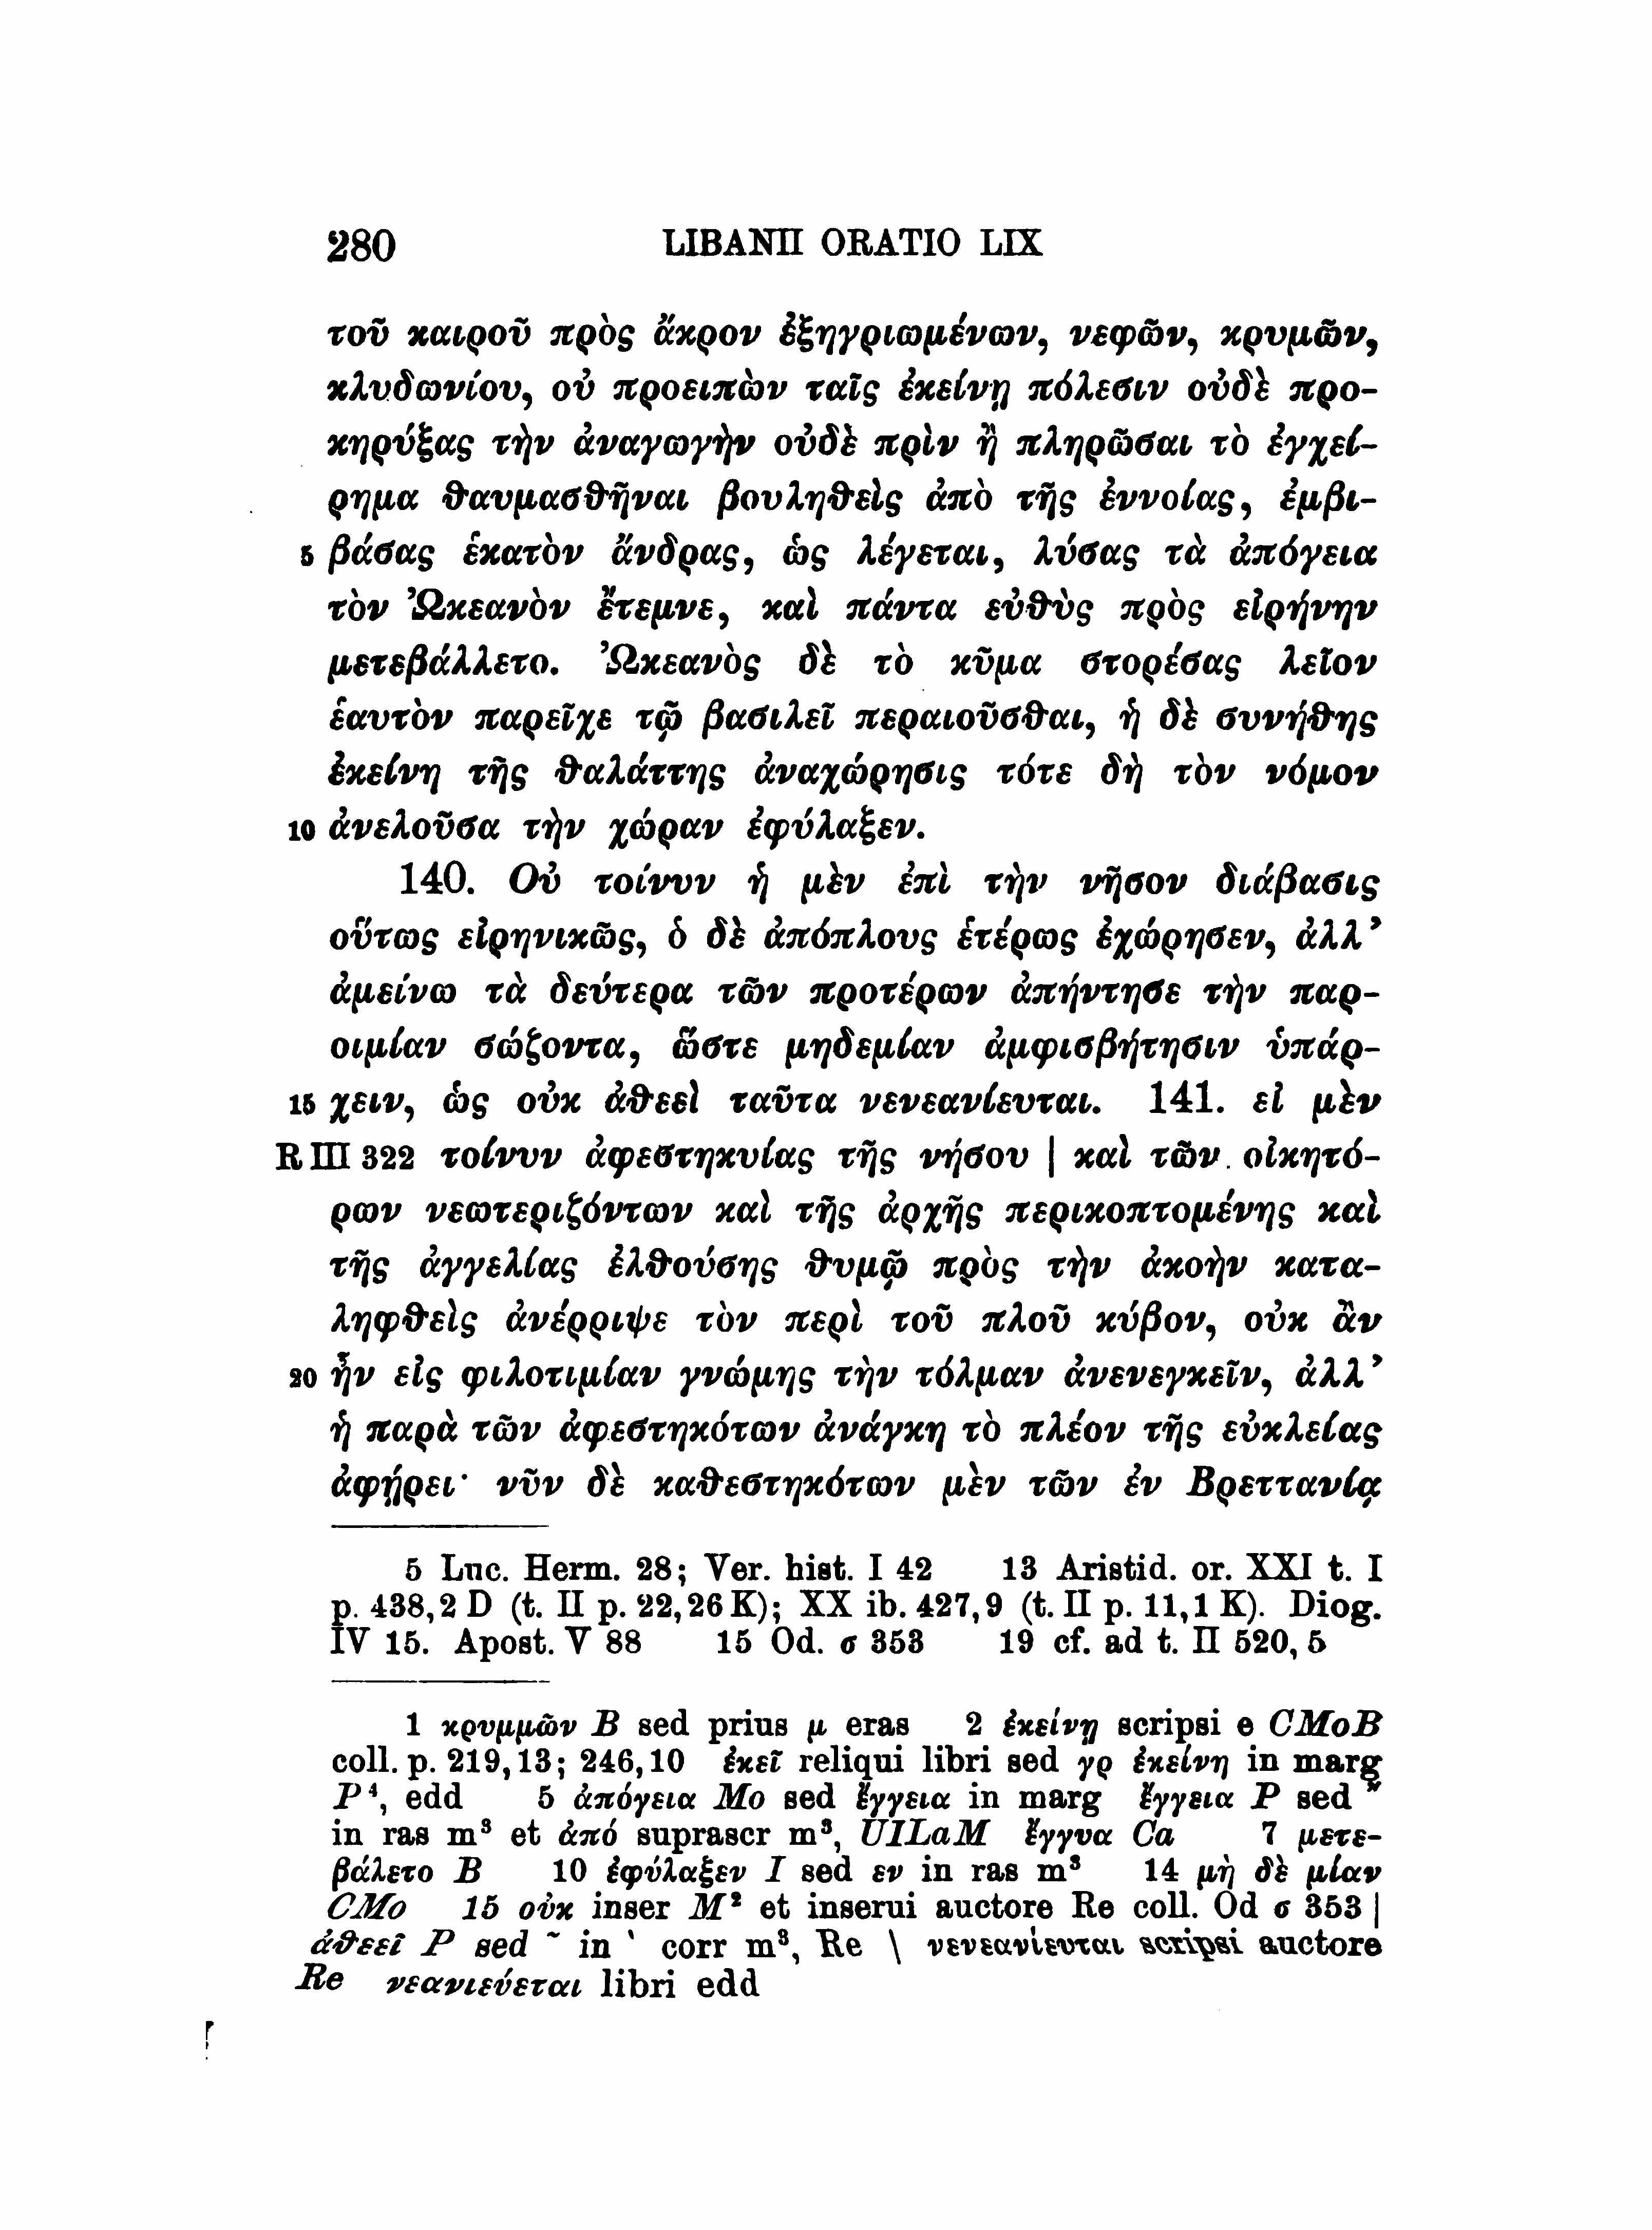 280 LIBANII ORATIO LIX
τοῦ καιροῦ πρὸς ἄκρον ἐξηγριωμένων, νεφῶν, κρυμῶν,
κλυδωνίου, οὐ προειπὼν ταῖς ἐκείνῃ πόλεσιν οὐδὲ προ-
κηρύξας τὴν ἀναγωγὴν οὐδὲ πρὶν ἢ πληρῶσαι τὸ ἐγχεί-
ρημα θαυμασθῆναι βουληθεὶς ἀπὸ τῆς ἐννοίας, ἐμβι-
5 βάσας ἑκατὸν ἄνδρας, ὡς λέγεται, λύσας τὰ ἀπόγεια
τὸν Ὠκεανὸν ἔτεμνε, καὶ πάντα εὐθὺς πρὸς εἰρήνην
μετεβάλλετο. Ὠκεανὸς δὲ τὸ κῦμα στορέσας λεῖον
ἑαυτὸν παρεῖχε τῷ βασιλεῖ περαιοῦσθαι, ἡ δὲ συνήθης
ἐκείνη τῆς θαλάττης ἀναχώρησις τότε δὴ τὸν νόμον
10 ἀνελοῦσα τὴν χώραν ἐφύλαξεν.
140. Οὐ τοίνυν ἡ μὲν ἐπὶ τὴν νῆσον διάβασις
οὕτως εἰρηνικῶς, ὁ δὲ ἀπόπλους ἑτέρως ἐχώρησεν, ἀλλ’
ἀμείνω τὰ δεύτερα τῶν προτέρων ἀπήντησε τὴν παρ-
οιμίαν σώζοντα, ὥστε μηδεμίαν ἀμφισβήτησιν ὑπάρ-
15 χειν, ὡς οὐκ ἀθεεὶ ταῦτα νενεανίευται. 141. εἰ μὲν
R III 322 τοίνυν ἀφεστηκυίας τῆς νήσου | καὶ τῶν οἰκητό-
ρων νεωτεριζόντων καὶ τῆς ἀρχῆς περικοπτομένης καὶ
τῆς ἀγγελίας ἐλθούσης θυμῷ πρὸς τὴν ἀκοὴν κατα-
ληφθεὶς ἀνέρριψε τὸν περὶ τοῦ πλοῦ κύβον, οὐκ ἂν
20 ἦν εἰς φιλοτιμίαν γνώμης τὴν τόλμαν ἀνενεγκεῖν, ἀλλ’
ἡ παρὰ τῶν ἀφεστηκότων ἀνάγκη τὸ πλέον τῆς εὐκλείας
ἀφῄρει· νῦν δὲ καθεστηκότων μὲν τῶν ἐν Βρεττανίᾳ
5 Luc. Herm. 28; Ver. hist. I 42 13 Aristid. or. XXI t. I
p. 438,2 D (t. II p. 22,26 K); XX ib. 427,9 (t. II p. 11,1 K). Diog.
IV 15. Apost. V 88 15 Od. σ 353 19 cf. ad t. II 520, 5
1 κρυμμῶν B sed prius μ eras 2 ἐκείνῃ scripsi e CMoB
coll. p. 219,13; 246,10 ἐκεῖ reliqui libri sed γρ ἐκείνη in marg
P⁴, edd 5 ἀπόγεια Mo sed ἔγγεια in marg ἔγγεια P sed ῎
in ras m³ et ἀπό suprascr m³, UILaM ἔγγυα Ca 7 μετε-
βάλετο B 10 ἐφύλαξεν I sed εν in ras m³ 14 μὴ δὲ μίαν
CMo 15 οὐκ inser M² et inserui auctore Re coll. Od σ 353 |
ἀθεεῖ P sed ῀ in ` corr m³, Re | νενεανίευται scripsi auctore
Re νεανιεύεται libri edd